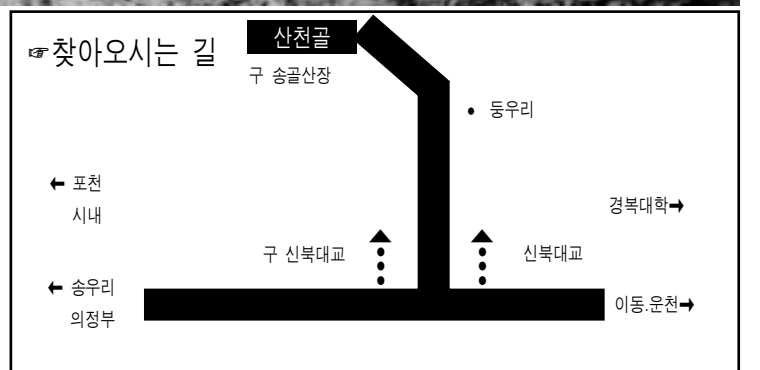 ☞찾아오시는 길
산천골
구 송골산장
• 둥우리
← 포천
시내
경복대학→
구 신북대교
신북대교
← 송우리
의정부
이동.운천→